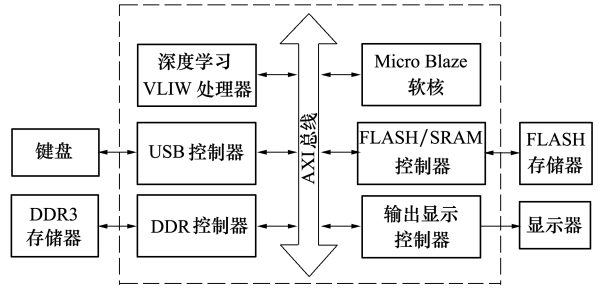 深度学习
VLIW 处理器
Micro Blaze
软核
键盘
USB 控制器
AXI总线
FLASH/SRAM
控制器
FLASH
存储器
DDR3
存储器
DDR 控制器
输出显示
控制器
显示器